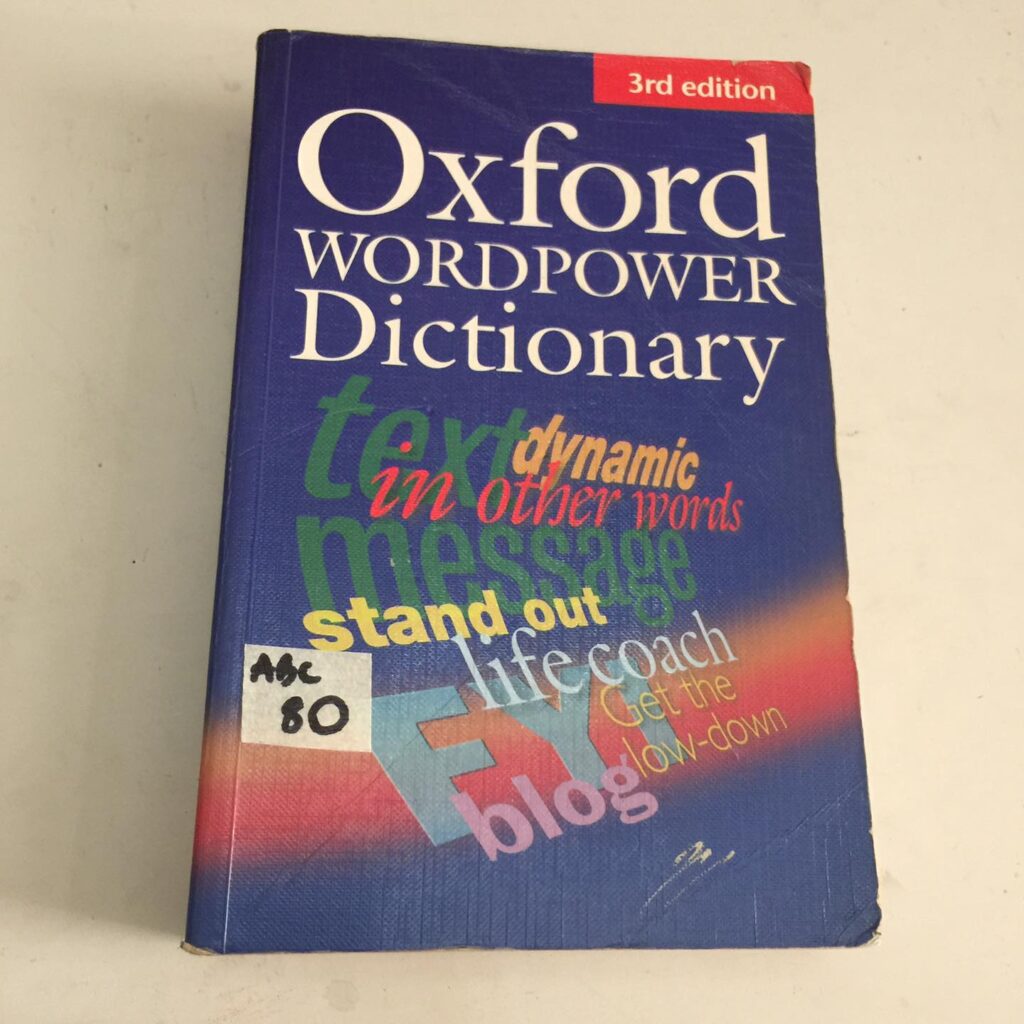 3rd edition
Oxford
WORDPOWER
Dictionary
text
dynamic
in other words
message
stand out
life coach
ABC
80
FYI
Get the
low-down
blog